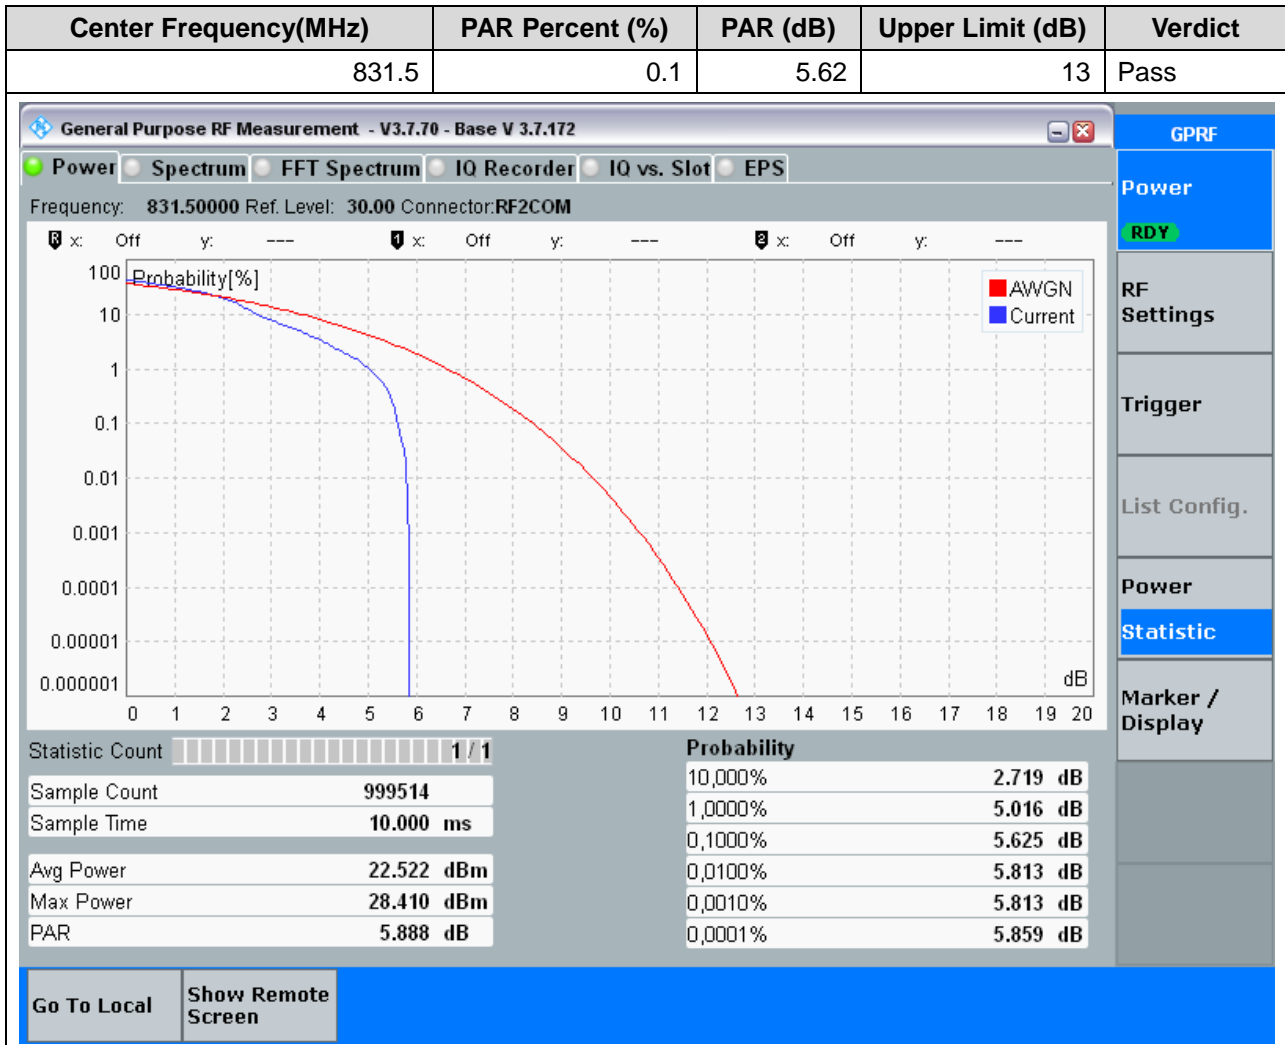 Center Frequency(MHz) PAR Percent (%) PAR (dB) Upper Limit (dB) Verdict
831.5 0.1 5.62 13 Pass
General Purpose RF Measurement - V3.7.70 - Base V 3.7.172
GPRF
Power Spectrum FFT Spectrum IQ Recorder IQ vs. Slot EPS
Power
RDY
Frequency: 831.50000 Ref. Level: 30.00 Connector:RF2COM
R x: Off y: --- 1 x: Off y: --- 2 x: Off y: ---
Probability[%]
AWGN
Current
100
10
1
0.1
0.01
0.001
0.0001
0.00001
0.000001
dB
0 1 2 3 4 5 6 7 8 9 10 11 12 13 14 15 16 17 18 19 20
RF
Settings
Trigger
List Config.
Power
Statistic
Marker /
Display
Statistic Count 1 / 1
Sample Count 999514
Sample Time 10.000 ms
Avg Power 22.522 dBm
Max Power 28.410 dBm
PAR 5.888 dB
Probability
10,000% 2.719 dB
1,0000% 5.016 dB
0,1000% 5.625 dB
0,0100% 5.813 dB
0,0010% 5.813 dB
0,0001% 5.859 dB
Go To Local
Show Remote
Screen